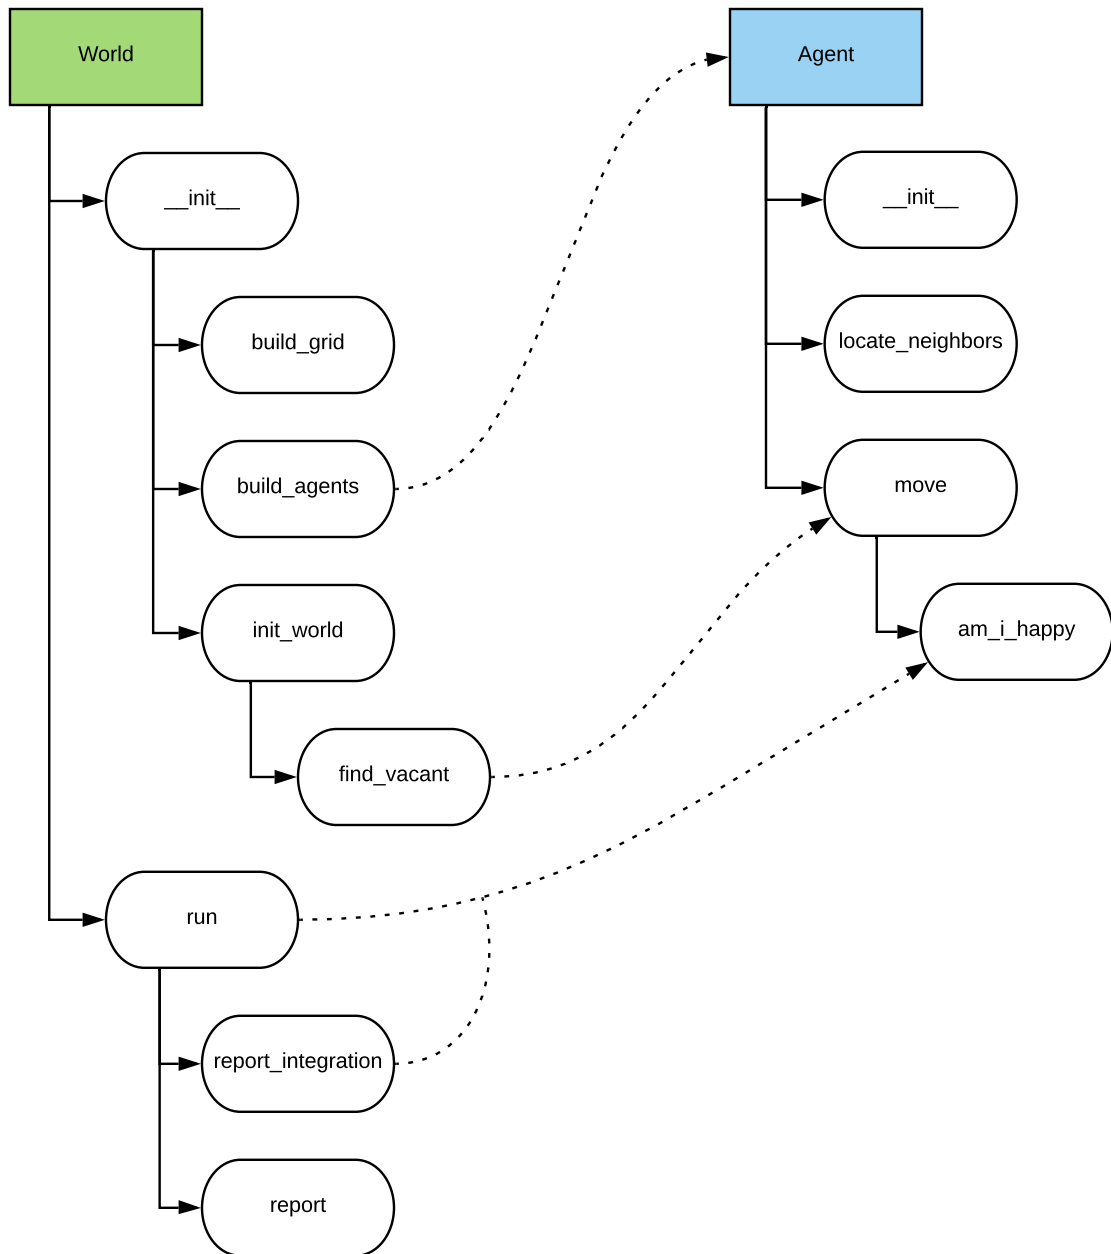 World
Agent
__init__
__init__
build_grid
locate_neighbors
build_agents
move
init_world
am_i_happy
find_vacant
run
report_integration
report